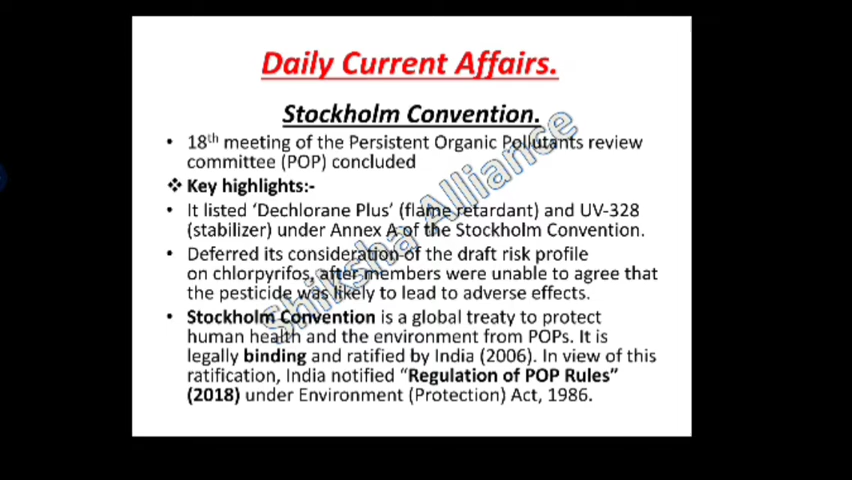 Daily Current Affairs.
Stockholm Convention.
• 18th meeting of the Persistent Organic Pollutants review
committee (POP) concluded
❖ Key highlights:-
• It listed ‘Dechlorane Plus’ (flame retardant) and UV-328
(stabilizer) under Annex A of the Stockholm Convention.
• Deferred its consideration of the draft risk profile
on chlorpyrifos, after members were unable to agree that
the pesticide was likely to lead to adverse effects.
• Stockholm Convention is a global treaty to protect
human health and the environment from POPs. It is
legally binding and ratified by India (2006). In view of this
ratification, India notified “Regulation of POP Rules”
(2018) under Environment (Protection) Act, 1986.
Shiksha Alliance